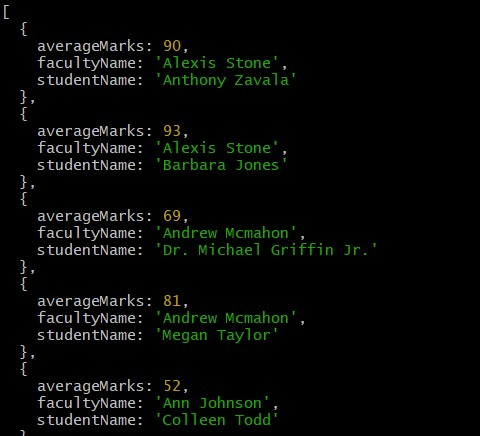 [
  {
    averageMarks: 90,
    facultyName: 'Alexis Stone',
    studentName: 'Anthony Zavala'
  },
  {
    averageMarks: 93,
    facultyName: 'Alexis Stone',
    studentName: 'Barbara Jones'
  },
  {
    averageMarks: 69,
    facultyName: 'Andrew Mcmahon',
    studentName: 'Dr. Michael Griffin Jr.'
  },
  {
    averageMarks: 81,
    facultyName: 'Andrew Mcmahon',
    studentName: 'Megan Taylor'
  },
  {
    averageMarks: 52,
    facultyName: 'Ann Johnson',
    studentName: 'Colleen Todd'
  }